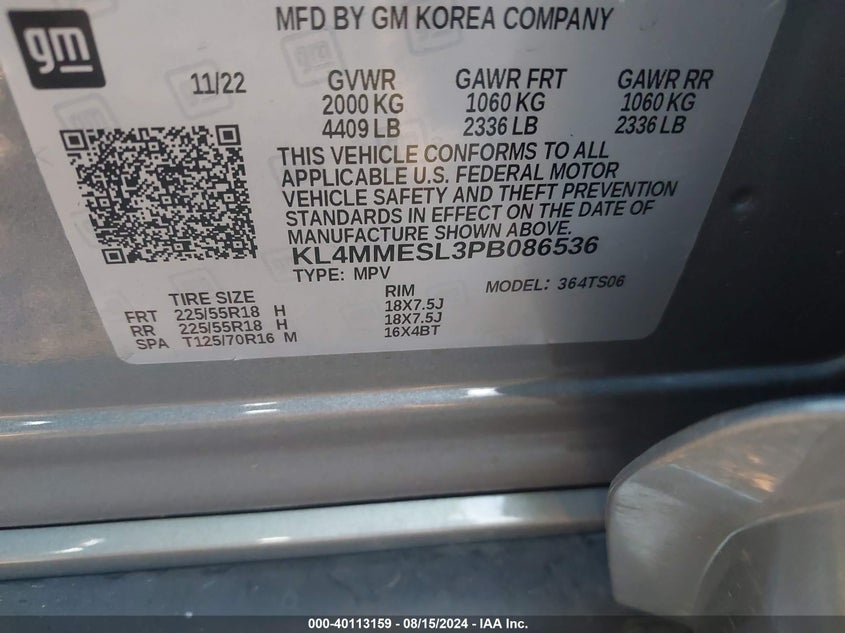 gm
MFD BY GM KOREA COMPANY
11/22 GVWR GAWR FRT GAWR RR
2000 KG 1060 KG 1060 KG
4409 LB 2336 LB 2336 LB
THIS VEHICLE CONFORMS TO ALL
APPLICABLE U.S. FEDERAL MOTOR
VEHICLE SAFETY AND THEFT PREVENTION
STANDARDS IN EFFECT ON THE DATE OF
MANUFACTURE SHOWN ABOVE.
KL4MMESL3PB086536
TYPE: MPV MODEL: 364TS06
TIRE SIZE RIM
FRT 225/55R18 H 18X7.5J
RR 225/55R18 H 18X7.5J
SPA T125/70R16 M 16X4BT
000-40113159 - 08/15/2024 - IAA Inc.